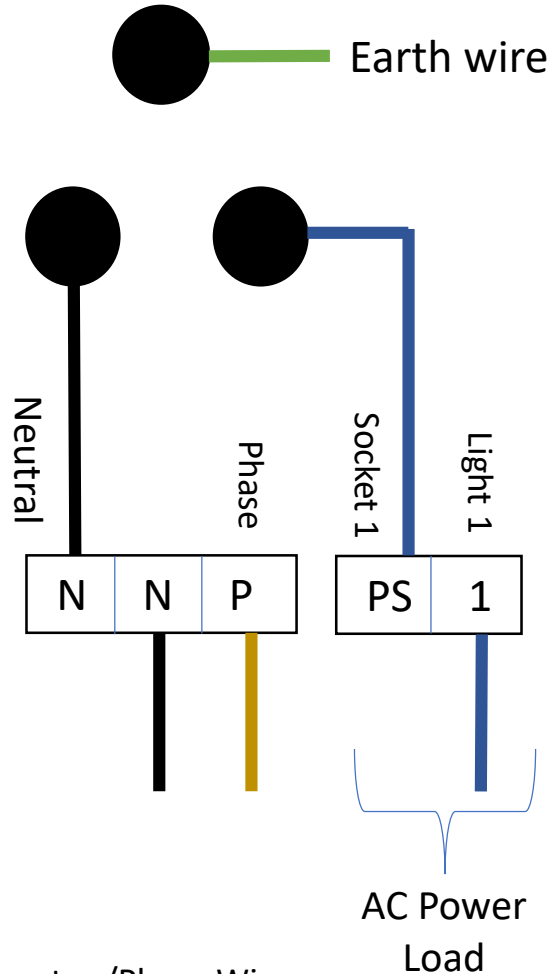 Earth wire
Neutral
Phase
Socket 1
Light 1
N N P
PS 1
AC Power
Load